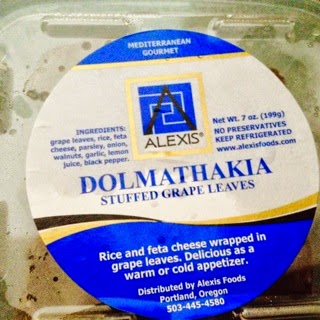 MEDITERRANEAN
GOURMET
INGREDIENTS:
grape leaves, rice, feta
cheese, parsley, onion,
walnuts, garlic, lemon
juice, black pepper.
ALEXIS®
Net Wt. 7 oz. (199g)
NO PRESERVATIVES
KEEP REFRIGERATED
www.alexisfoods.com
DOLMATHAKIA
STUFFED GRAPE LEAVES
Rice and feta cheese wrapped in
grape leaves. Delicious as a
warm or cold appetizer.
Distributed by Alexis Foods
Portland, Oregon
503-445-4580